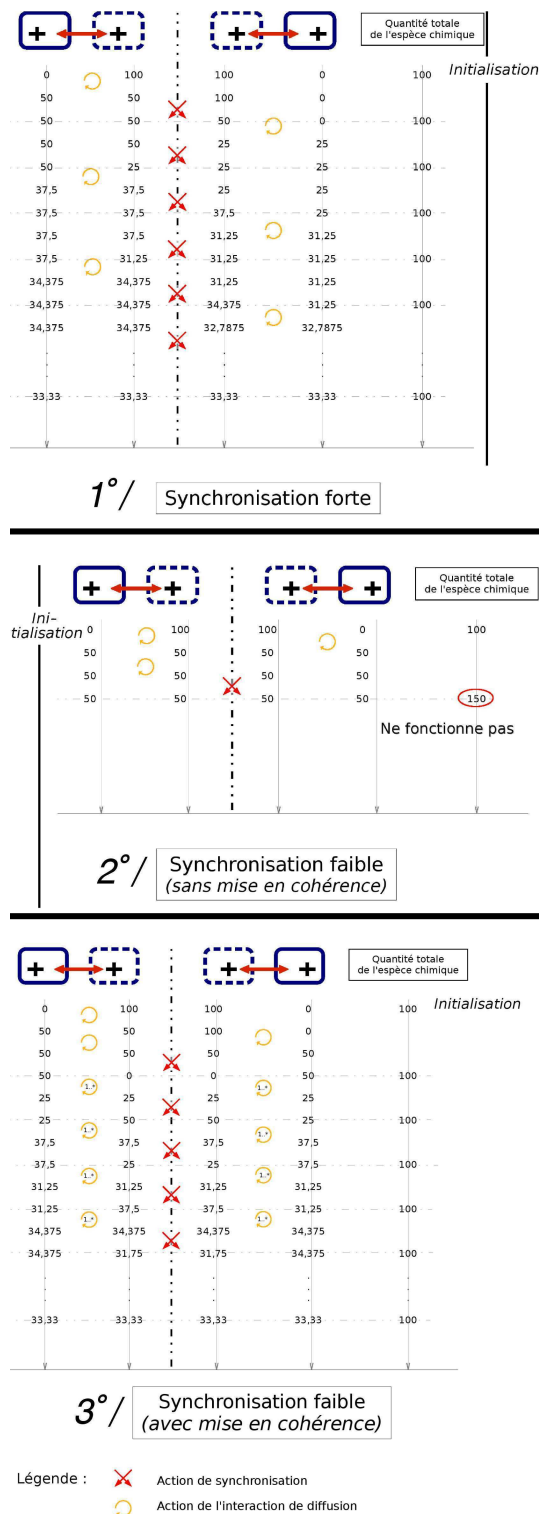 Quantité totale
de l'espèce chimique
Initialisation
0 100 100 0 100
50 50 100 0
50 50 50 0 100
50 50 25 25
50 25 25 25 100
37,5 37,5 25 25
37,5 37,5 37,5 25 100
37,5 37,5 31,25 31,25
37,5 31,25 31,25 31,25 100
34,375 34,375 31,25 31,25
34,375 34,375 34,375 31,25 100
34,375 34,375 32,7875 32,7875
33,33 33,33 33,33 33,33 100
1°/ Synchronisation forte
Quantité totale
de l'espèce chimique
Ini-
tialisation
0 100 100 0 100
50 50 50 50
50 50 50 50
50 50 50 50 150
Ne fonctionne pas
2°/ Synchronisation faible
(sans mise en cohérence)
Quantité totale
de l'espèce chimique
Initialisation
0 100 100 0 100
50 50 100 0
50 50 50 50
50 0 0 50 100
1..* 1..*
25 25 25 25
25 50 50 25 100
1..* 1..*
37,5 37,5 37,5 37,5
37,5 25 25 37,5 100
1..* 1..*
31,25 31,25 31,25 31,25
31,25 37,5 37,5 31,25 100
1..* 1..*
34,375 34,375 34,375 34,375
34,375 31,75 31,75 34,375 100
33,33 33,33 33,33 33,33 100
3°/ Synchronisation faible
(avec mise en cohérence)
Légende :
Action de synchronisation
Action de l'interaction de diffusion